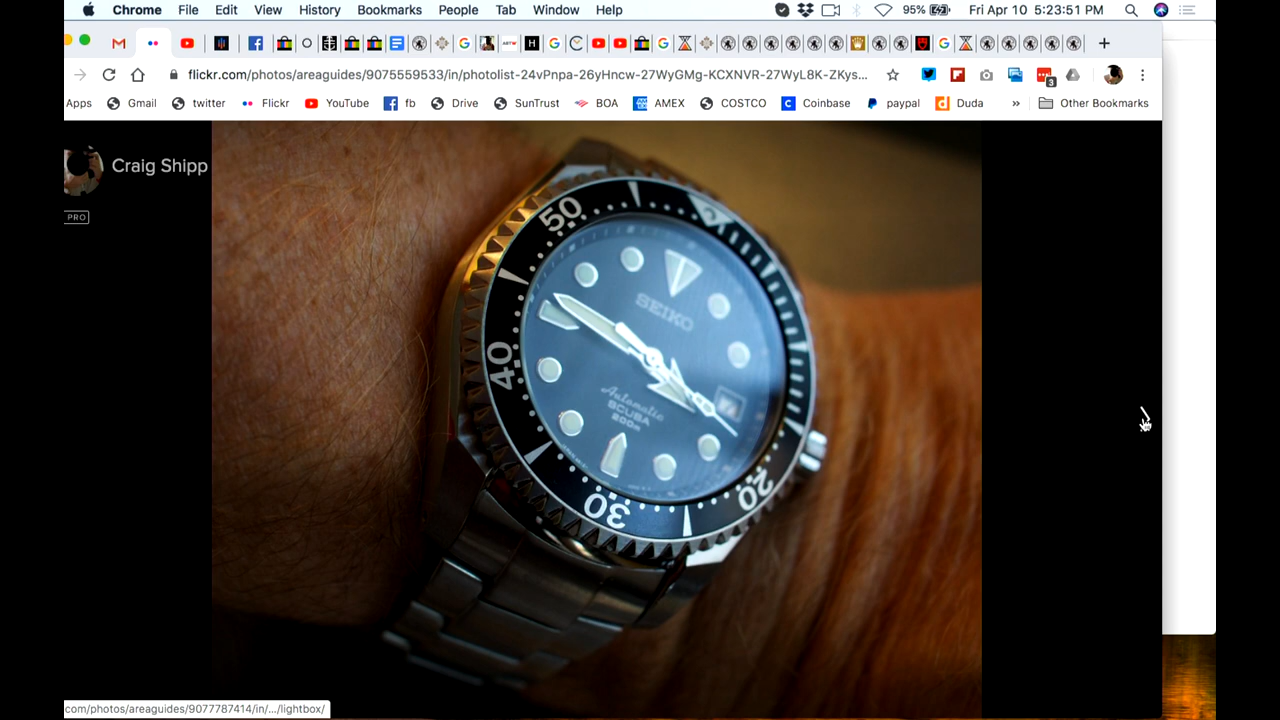 Chrome File Edit View History Bookmarks People Tab Window Help 95% Fri Apr 10 5:23:51 PM
flickr.com/photos/areaguides/9075559533/in/photolist-24vPnpa-26yHncw-27WyGMg-KCXNVR-27WyL8K-ZKys... 3
Apps Gmail twitter Flickr YouTube fb Drive SunTrust BOA AMEX COSTCO Coinbase paypal Duda » Other Bookmarks
Craig Shipp
PRO
50
40
30
20
SEIKO
Automatic
SCUBA
200m
com/photos/areaguides/9077787414/in/.../lightbox/